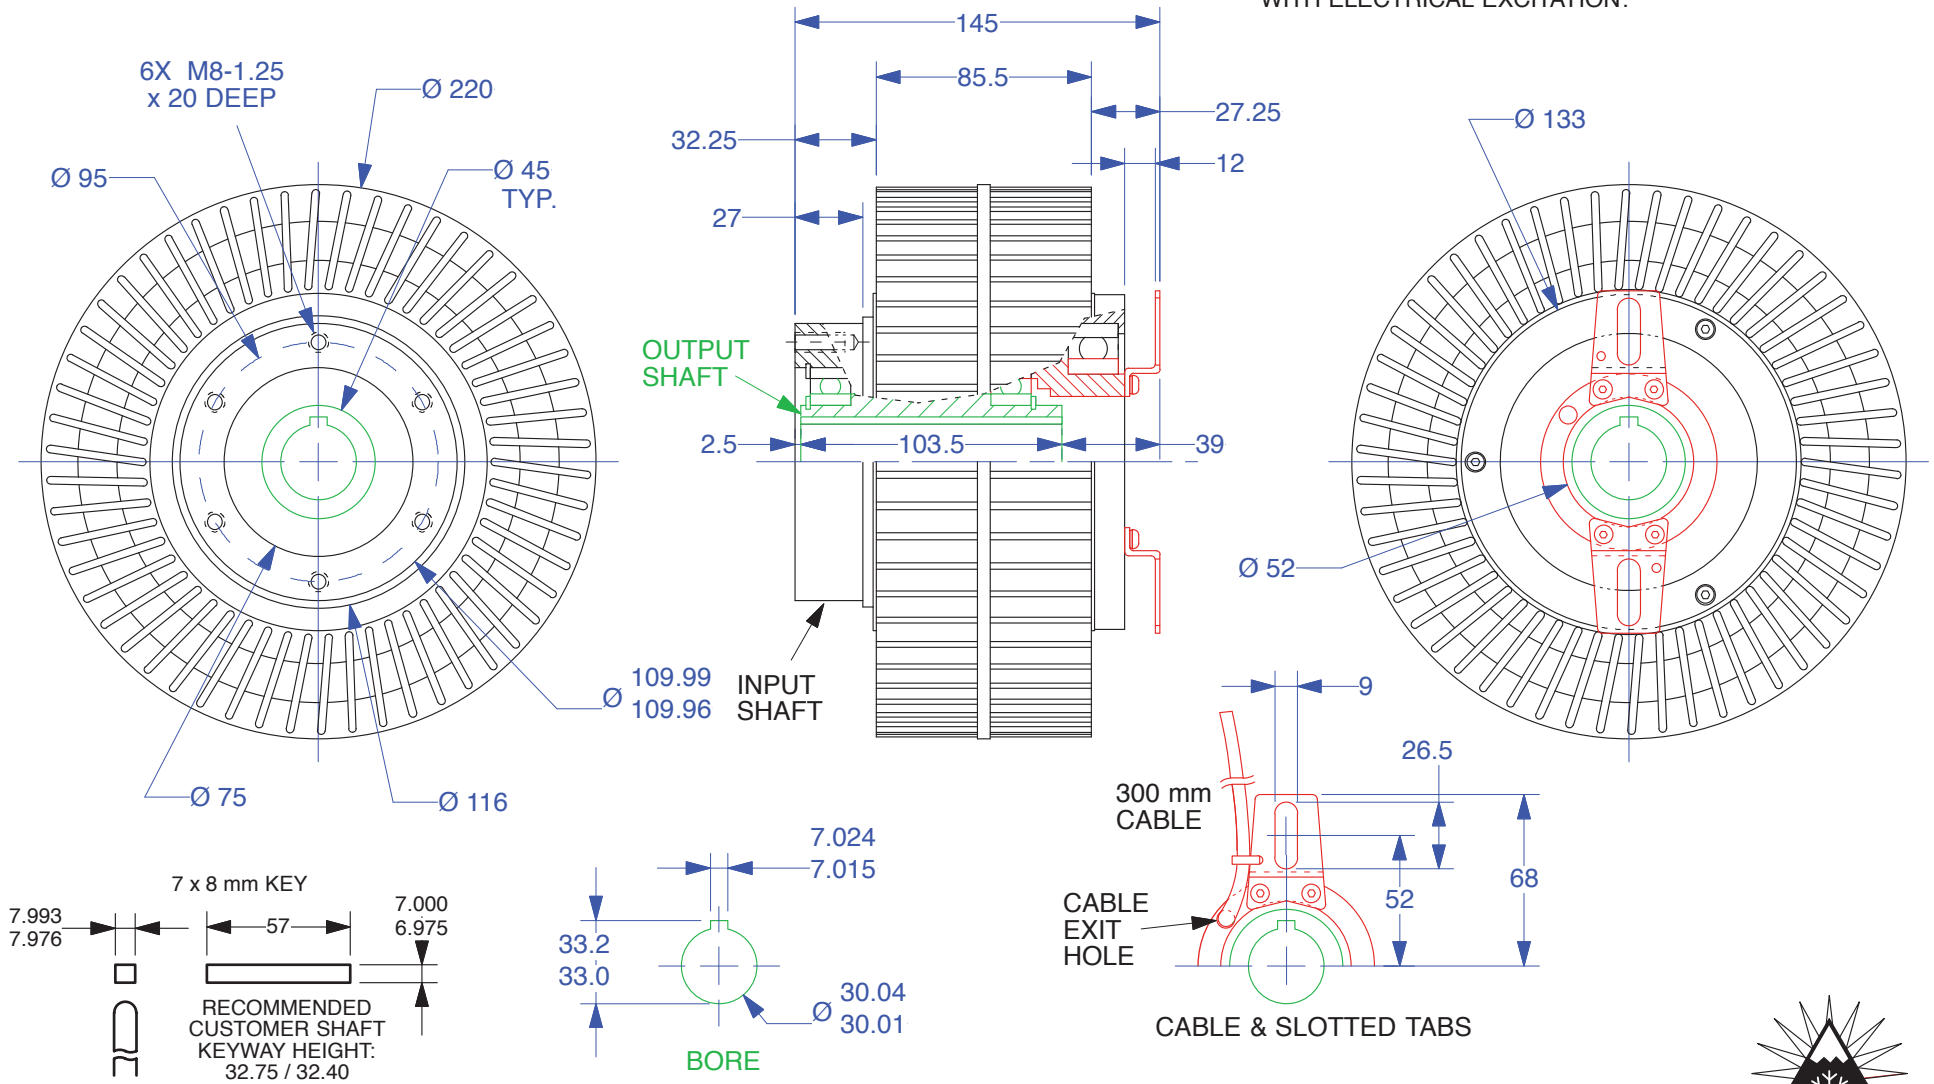 WITH ELECTRICAL EXCITATION.
145
6X M8-1.25
x 20 DEEP
Ø 220
85.5
27.25
Ø 133
32.25
12
Ø 95
Ø 45
TYP.
27
OUTPUT
SHAFT
2.5
103.5
39
Ø 52
Ø 109.99
109.96
INPUT
SHAFT
9
26.5
Ø 75
Ø 116
300 mm
CABLE
7.024
7.015
68
52
7 x 8 mm KEY
7.993
7.976
57
7.000
6.975
CABLE
EXIT
HOLE
33.2
33.0
Ø 30.04
30.01
RECOMMENDED
CUSTOMER SHAFT
KEYWAY HEIGHT:
32.75 / 32.40
BORE
CABLE & SLOTTED TABS